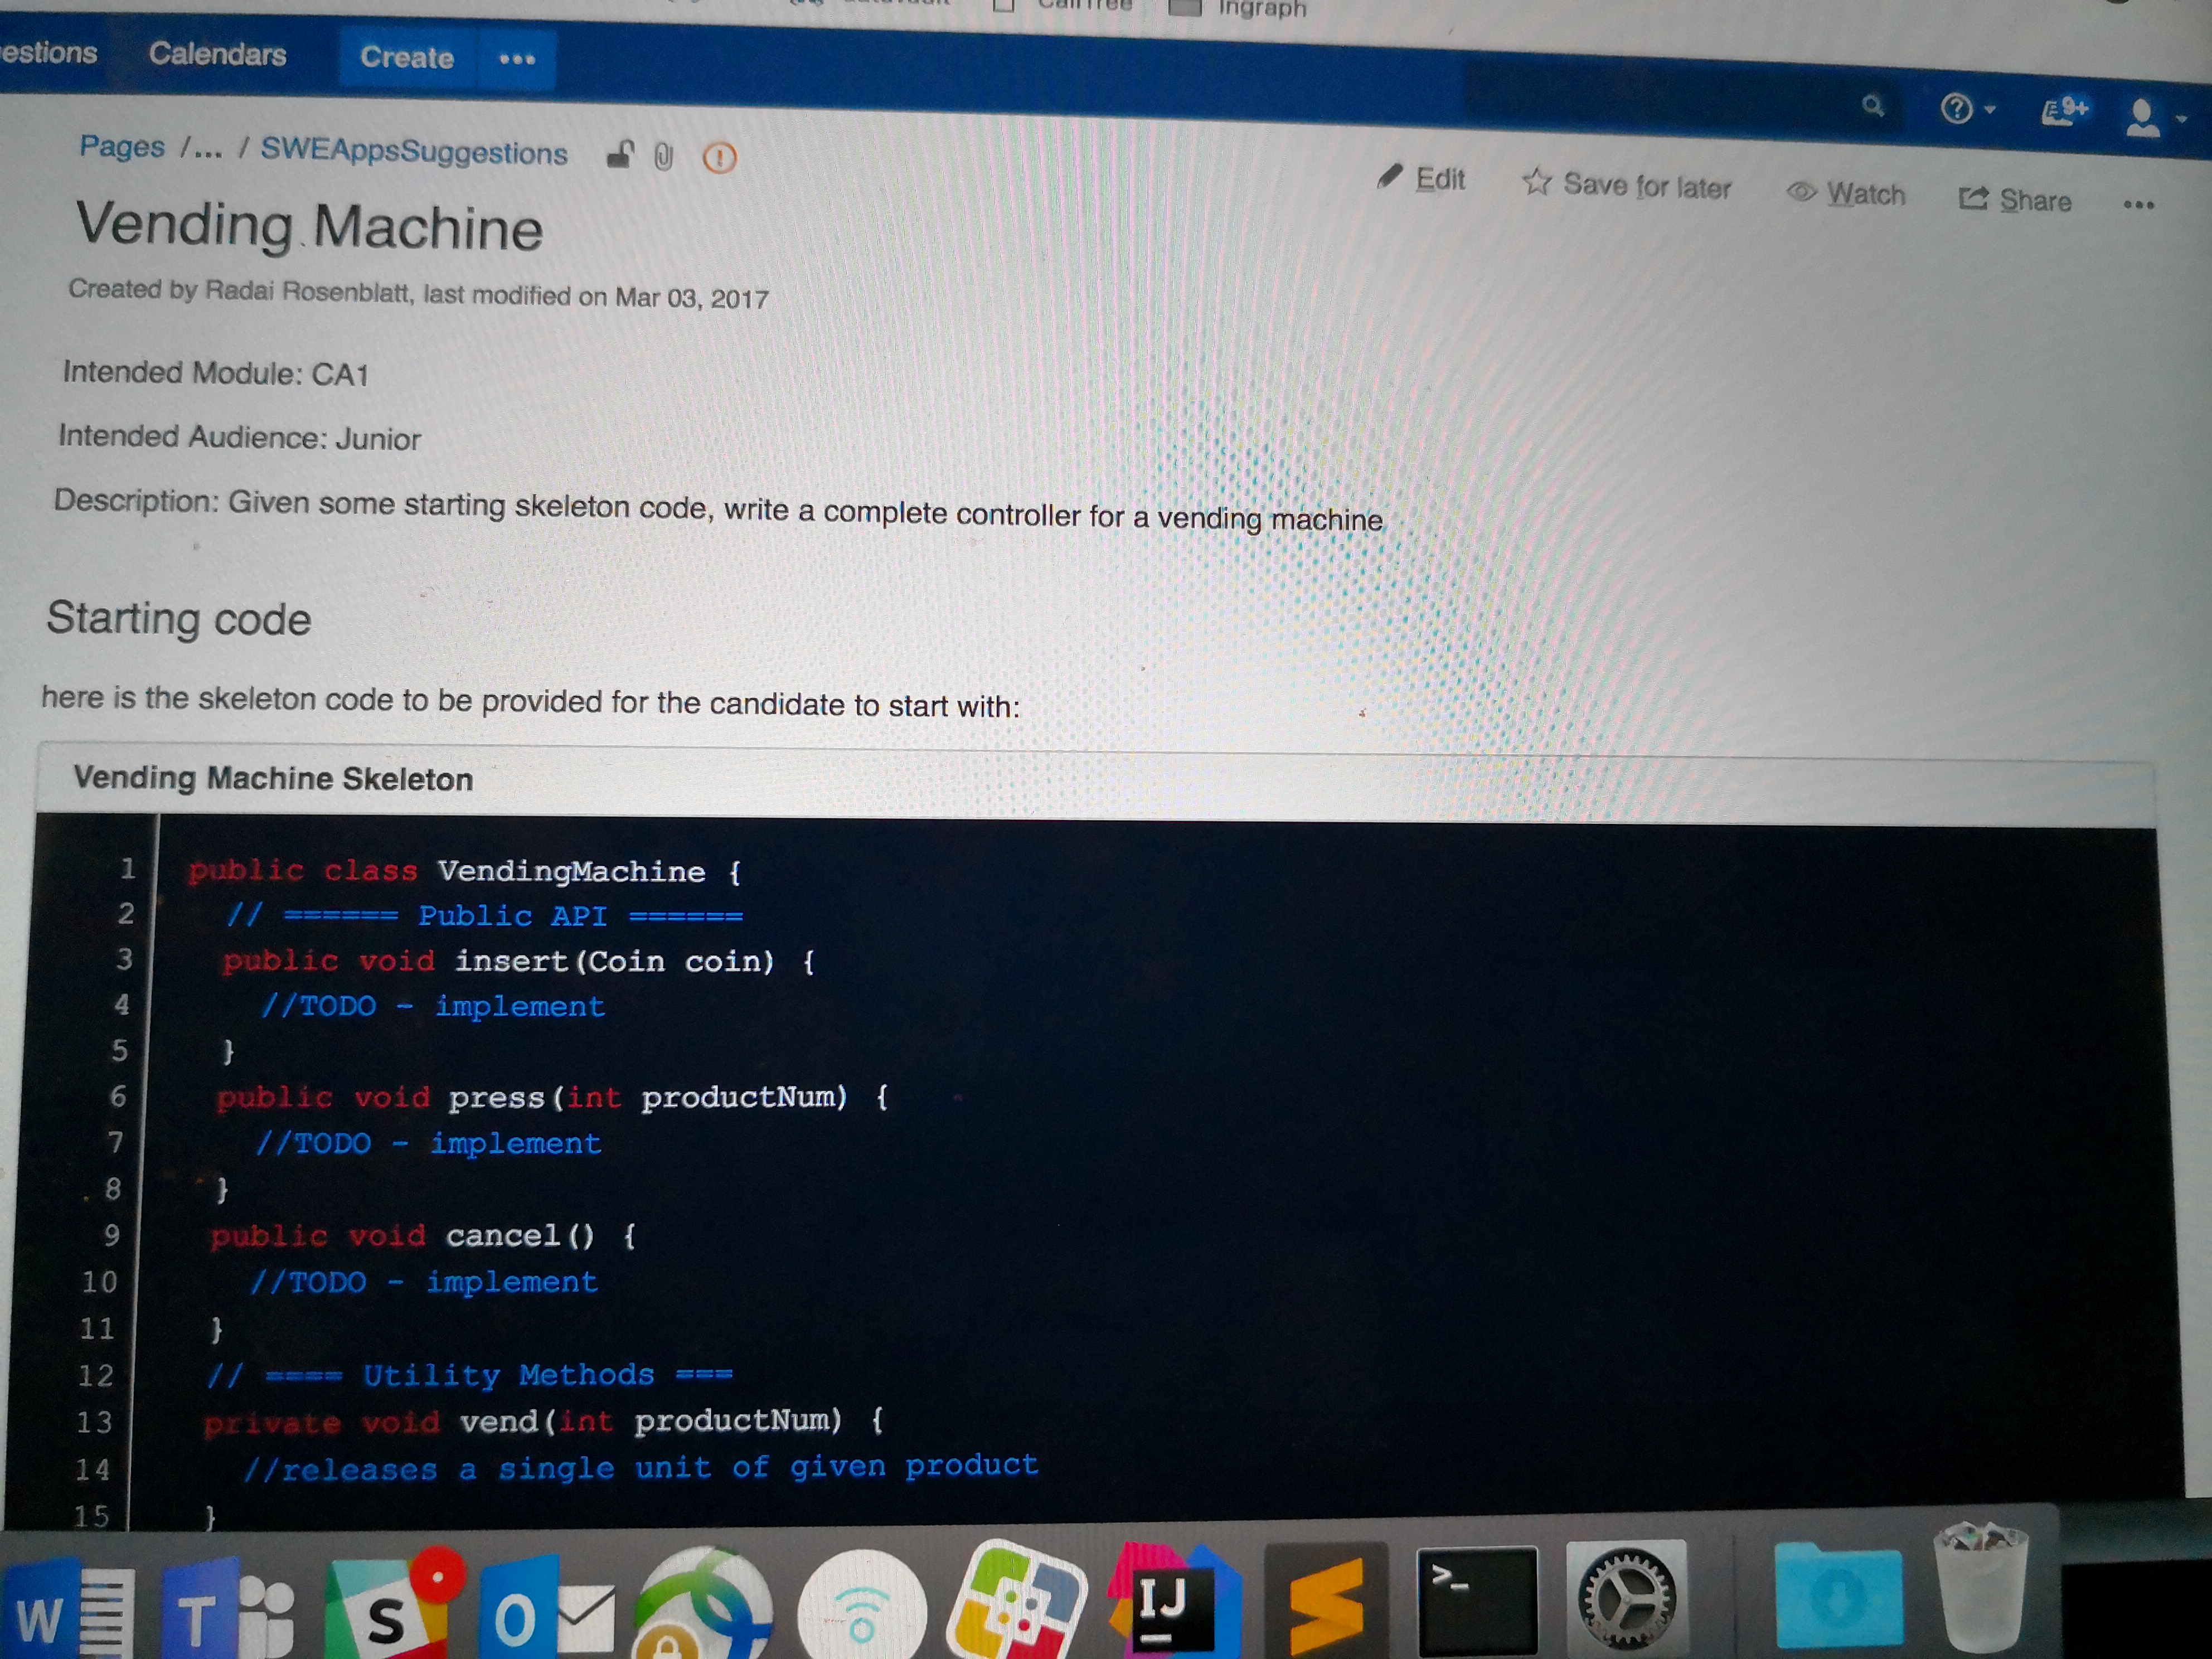 Ingraph
estions Calendars Create •••
9+
Pages /... / SWEAppsSuggestions
Edit Save for later Watch Share •••
Vending Machine
Created by Radai Rosenblatt, last modified on Mar 03, 2017
Intended Module: CA1
Intended Audience: Junior
Description: Given some starting skeleton code, write a complete controller for a vending machine
Starting code
here is the skeleton code to be provided for the candidate to start with:
Vending Machine Skeleton
1 public class VendingMachine {
2 // ====== Public API ======
3 public void insert(Coin coin) {
4 //TODO - implement
5 }
6 public void press(int productNum) {
7 //TODO - implement
8 }
9 public void cancel() {
10 //TODO - implement
11 }
12 // ==== Utility Methods ===
13 private void vend(int productNum) {
14 //releases a single unit of given product
15 }
W T S O IJ >_